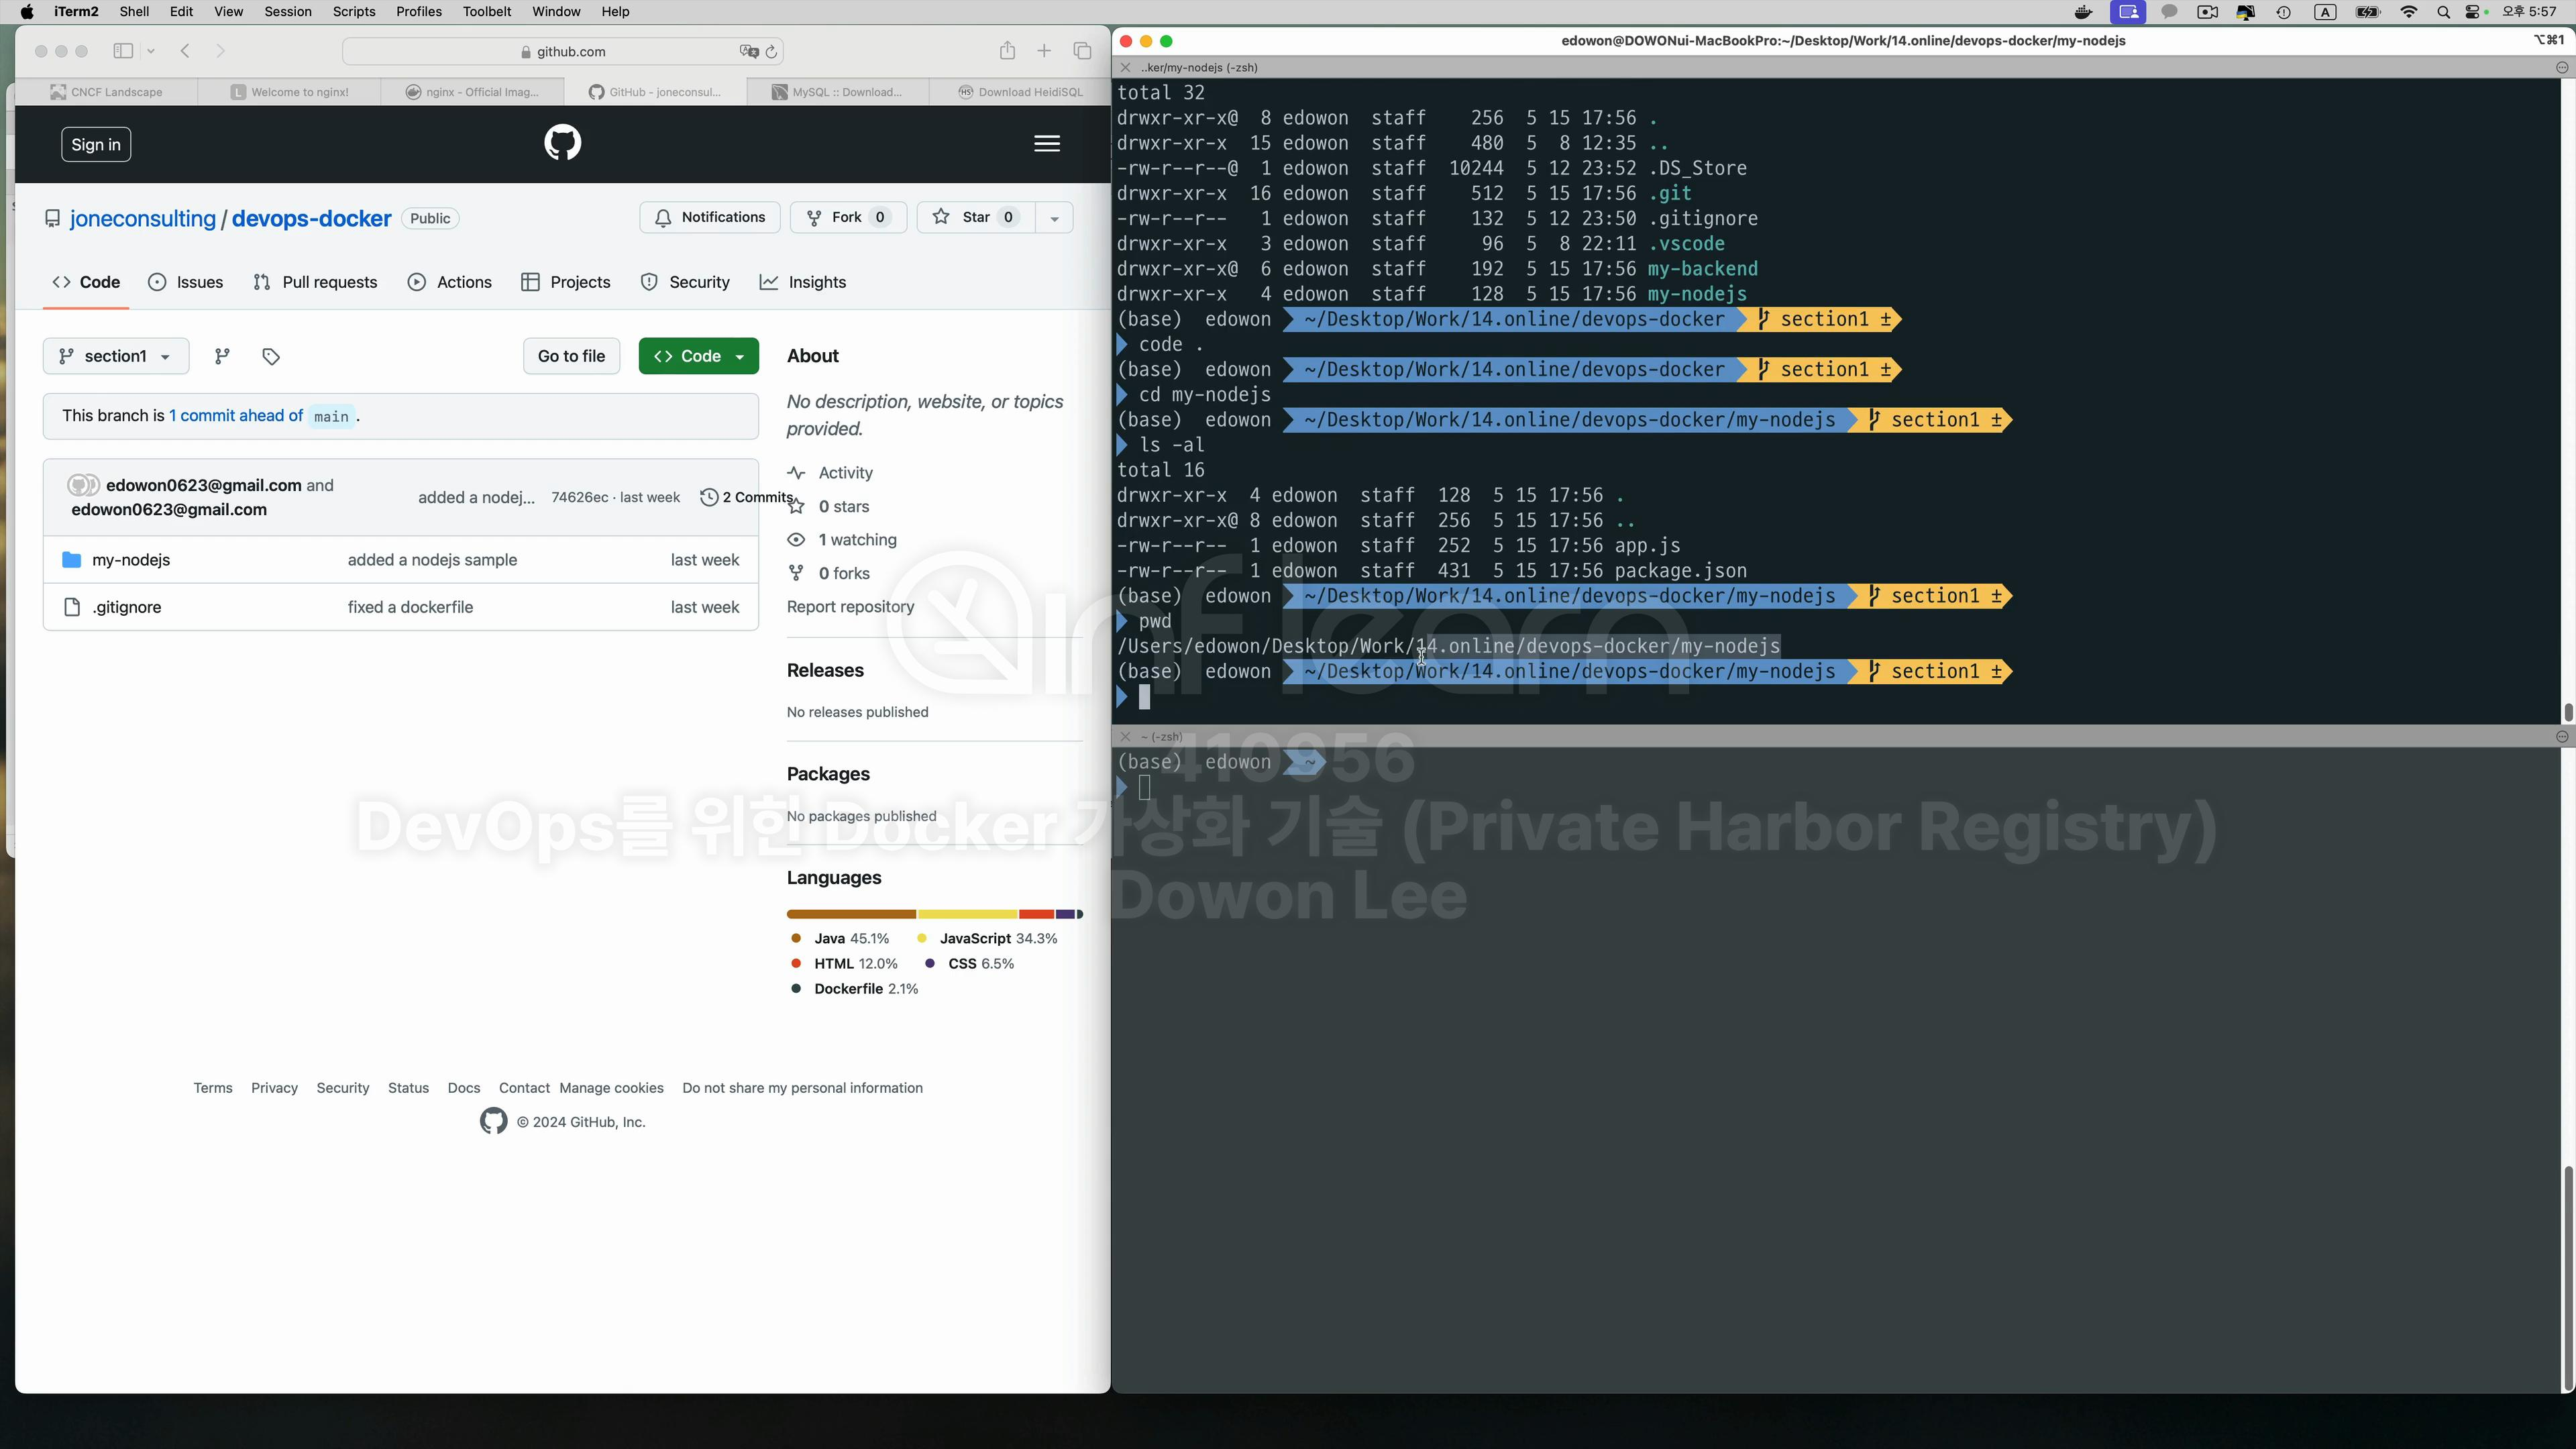 iTerm2 Shell Edit View Session Scripts Profiles Toolbelt Window Help
A
오후 5:57
github.com
CNCF Landscape
L Welcome to nginx!
nginx - Official Imag...
GitHub - joneconsul...
MySQL :: Download...
HS Download HeidiSQL
Sign in
joneconsulting / devops-docker Public
Notifications
Fork 0
Star 0
Code Issues Pull requests Actions Projects Security Insights
section1
Go to file
<> Code
This branch is 1 commit ahead of main .
edowon0623@gmail.com and
edowon0623@gmail.com
added a nodej... 74626ec · last week 2 Commits
my-nodejs added a nodejs sample last week
.gitignore fixed a dockerfile last week
About
No description, website, or topics
provided.
Activity
0 stars
1 watching
0 forks
Report repository
Releases
No releases published
Packages
No packages published
Languages
Java 45.1% JavaScript 34.3%
HTML 12.0% CSS 6.5%
Dockerfile 2.1%
Terms Privacy Security Status Docs Contact Manage cookies Do not share my personal information
© 2024 GitHub, Inc.
edowon@DOWONui-MacBookPro:~/Desktop/Work/14.online/devops-docker/my-nodejs
⌥⌘1
..ker/my-nodejs (-zsh)
total 32
drwxr-xr-x@ 8 edowon staff 256 5 15 17:56 .
drwxr-xr-x 15 edowon staff 480 5 8 12:35 ..
-rw-r--r--@ 1 edowon staff 10244 5 12 23:52 .DS_Store
drwxr-xr-x 16 edowon staff 512 5 15 17:56 .git
-rw-r--r-- 1 edowon staff 132 5 12 23:50 .gitignore
drwxr-xr-x 3 edowon staff 96 5 8 22:11 .vscode
drwxr-xr-x@ 6 edowon staff 192 5 15 17:56 my-backend
drwxr-xr-x 4 edowon staff 128 5 15 17:56 my-nodejs
(base) edowon ~/Desktop/Work/14.online/devops-docker section1 ±
code .
(base) edowon ~/Desktop/Work/14.online/devops-docker section1 ±
cd my-nodejs
(base) edowon ~/Desktop/Work/14.online/devops-docker/my-nodejs section1 ±
ls -al
total 16
drwxr-xr-x 4 edowon staff 128 5 15 17:56 .
drwxr-xr-x@ 8 edowon staff 256 5 15 17:56 ..
-rw-r--r-- 1 edowon staff 252 5 15 17:56 app.js
-rw-r--r-- 1 edowon staff 431 5 15 17:56 package.json
(base) edowon ~/Desktop/Work/14.online/devops-docker/my-nodejs section1 ±
pwd
/Users/edowon/Desktop/Work/14.online/devops-docker/my-nodejs
(base) edowon ~/Desktop/Work/14.online/devops-docker/my-nodejs section1 ±
~ (-zsh)
(base) edowon ~
inflearn
410956
DevOps를 위한 Docker 가상화 기술 (Private Harbor Registry)
Dowon Lee